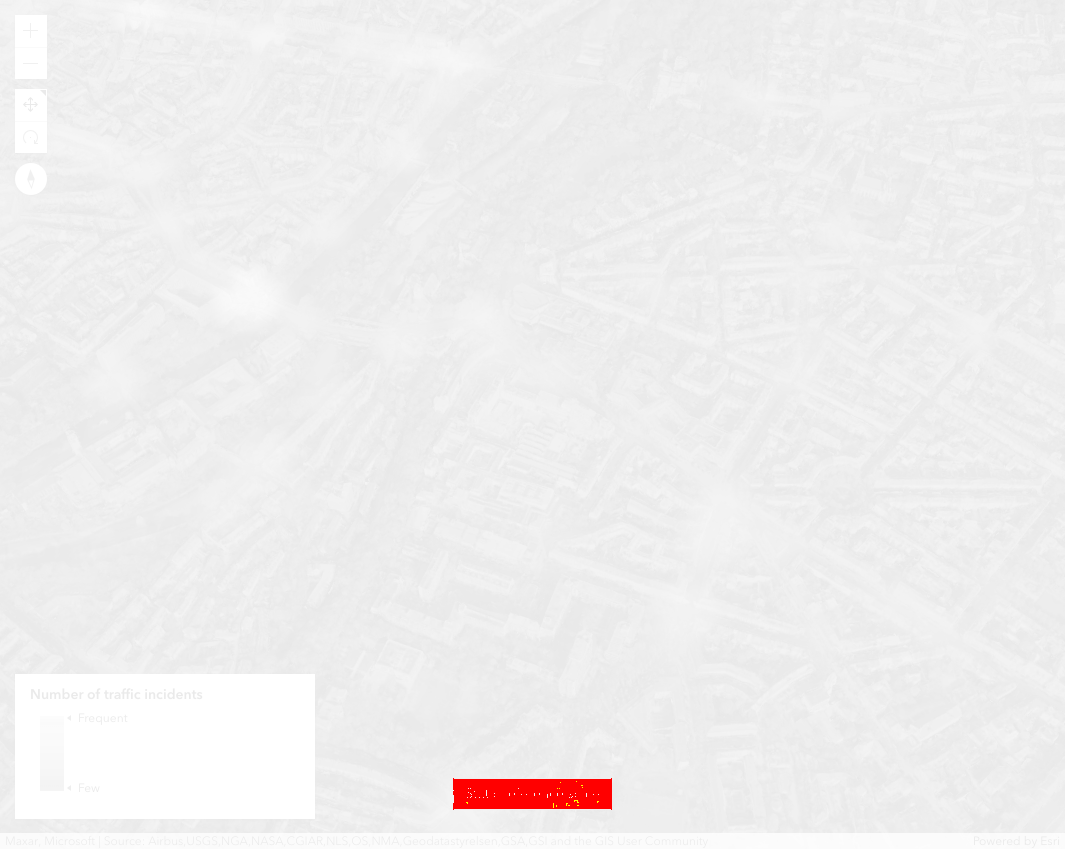 Number of traffic incidents
Frequent
Few
Maxar, Microsoft | Source: Airbus,USGS,NGA,NASA,CGIAR,NLS,OS,NMA,Geodatastyrelsen,GSA,GSI and the GIS User Community
Powered by Esri